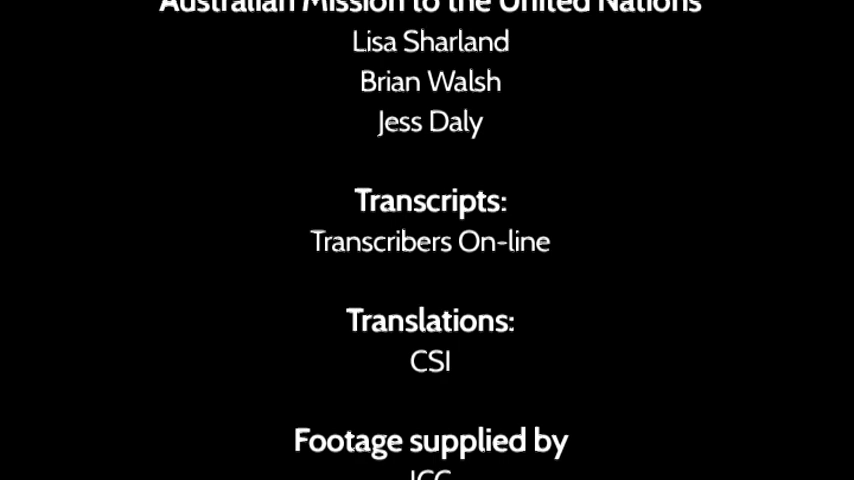 Australian Mission to the United Nations
Lisa Sharland
Brian Walsh
Jess Daly
Transcripts:
Transcribers On-line
Translations:
CSI
Footage supplied by